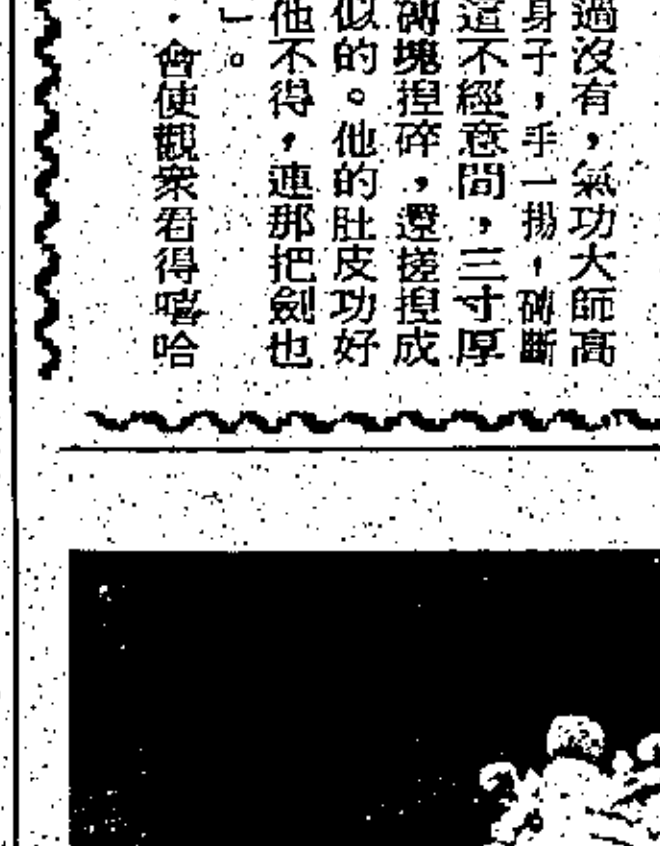 過沒有，氣功大師高
身子，手一揚，磚斷
這不經意間，三寸厚
磚塊揑碎，還搓揑成
似的。他的肚皮功好
他不得，連那把劍也
」。
會使觀衆看得嘻哈